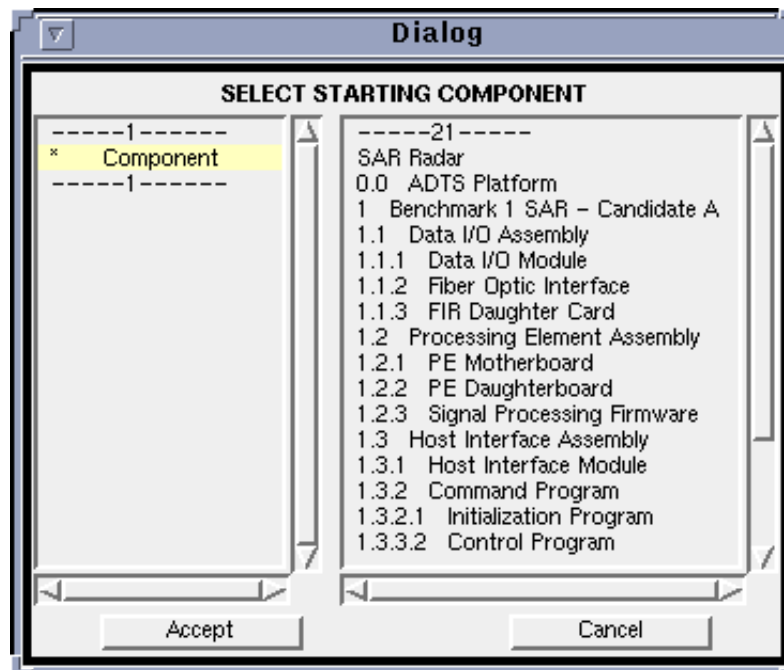 Dialog
SELECT STARTING COMPONENT
-----1------
* Component
-----1------
-----21-----
SAR Radar
0.0 ADTS Platform
1 Benchmark 1 SAR - Candidate A
1.1 Data I/O Assembly
1.1.1 Data I/O Module
1.1.2 Fiber Optic Interface
1.1.3 FIR Daughter Card
1.2 Processing Element Assembly
1.2.1 PE Motherboard
1.2.2 PE Daughterboard
1.2.3 Signal Processing Firmware
1.3 Host Interface Assembly
1.3.1 Host Interface Module
1.3.2 Command Program
1.3.2.1 Initialization Program
1.3.3.2 Control Program
Accept
Cancel